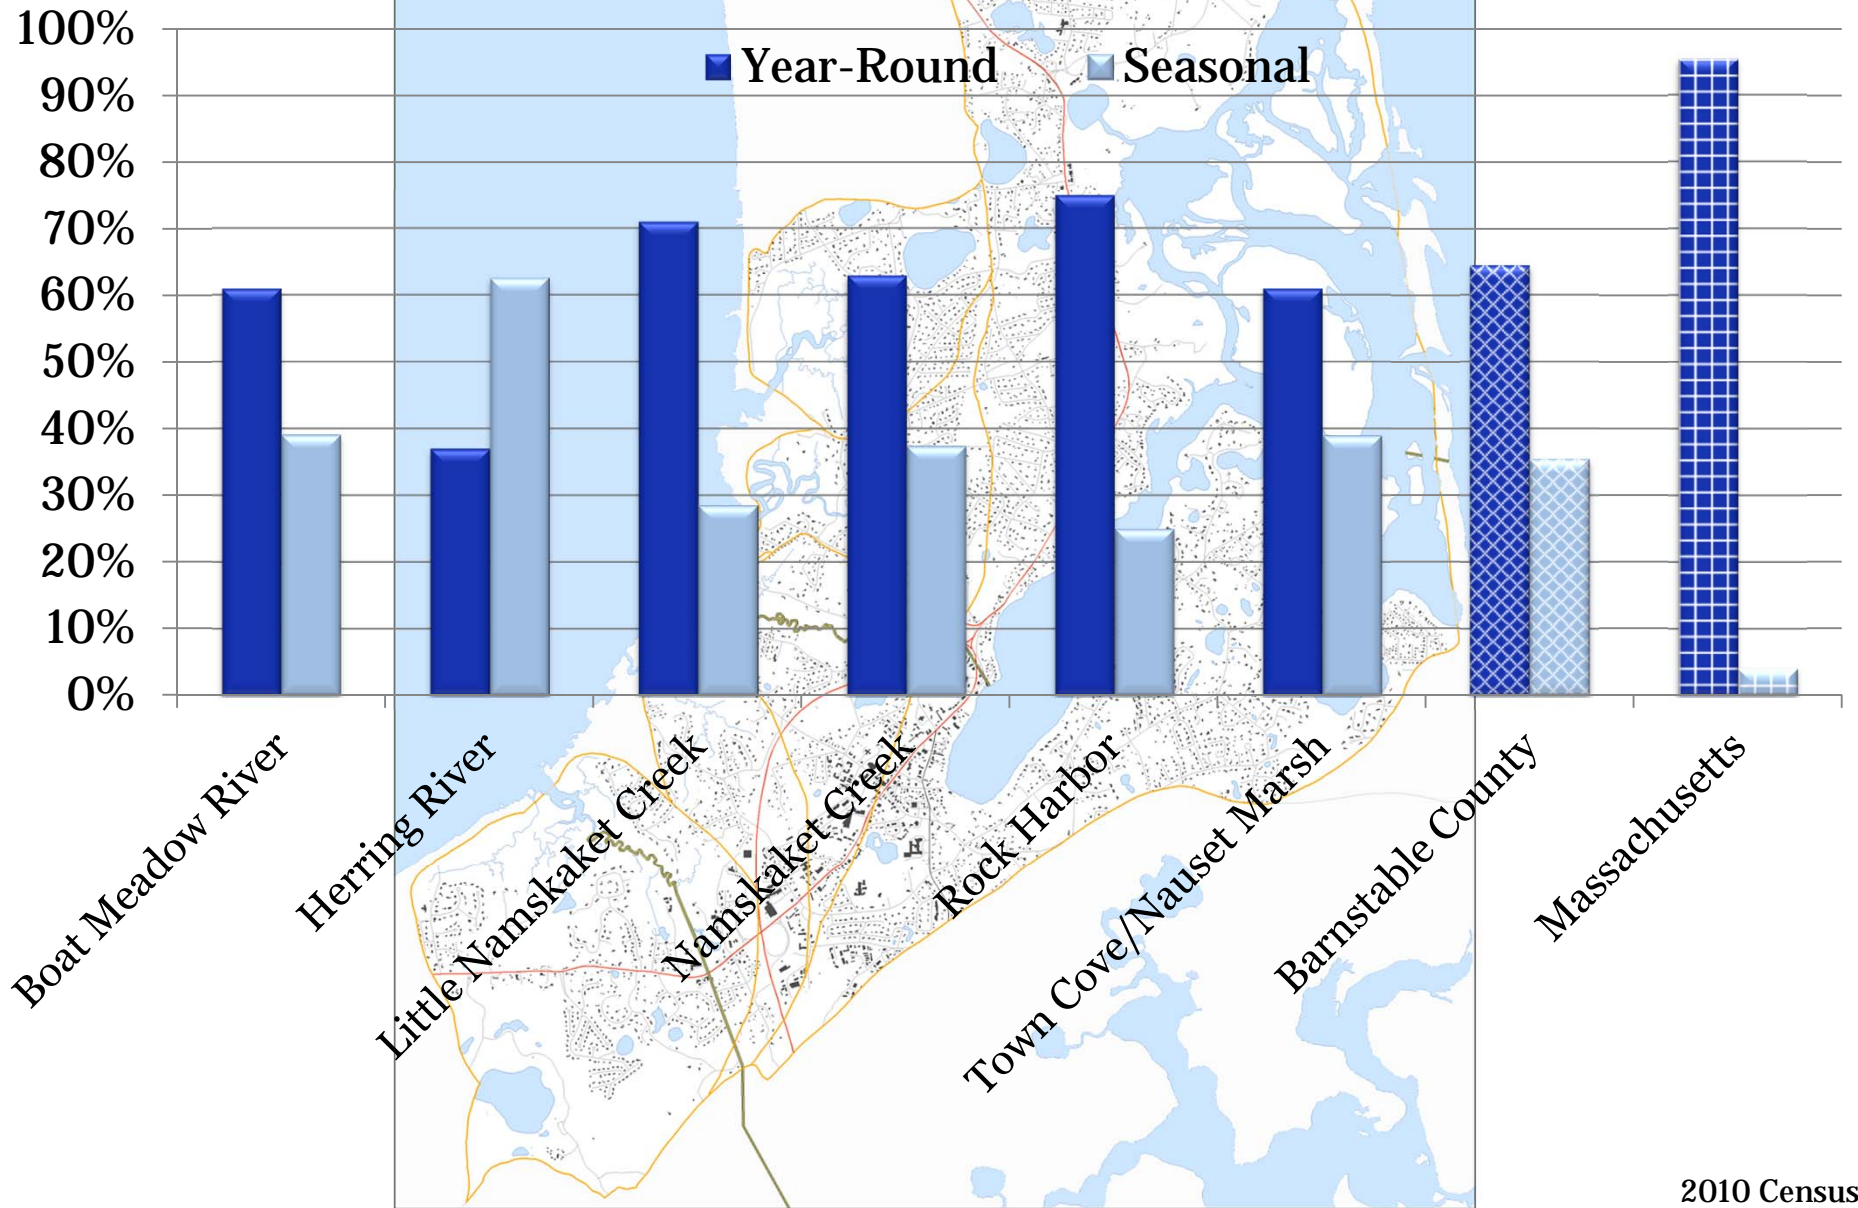 100%
90%
80%
70%
60%
50%
40%
30%
20%
10%
0%
Year-Round
Seasonal
Boat Meadow River
Herring River
Little Namskaket Creek
Namskaket Creek
Rock Harbor
Town Cove/Nauset Marsh
Barnstable County
Massachusetts
2010 Census